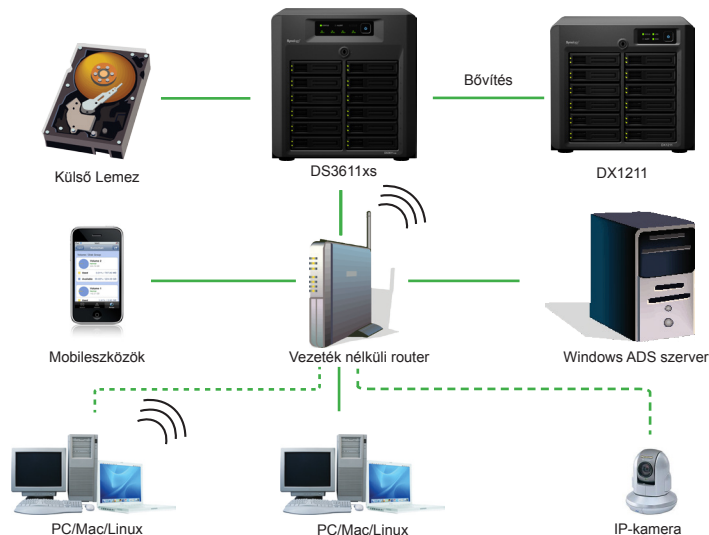 Bővítés
Külső Lemez
DS3611xs
DX1211
Mobileszközök
Vezeték nélküli router
Windows ADS szerver
PC/Mac/Linux
PC/Mac/Linux
IP-kamera